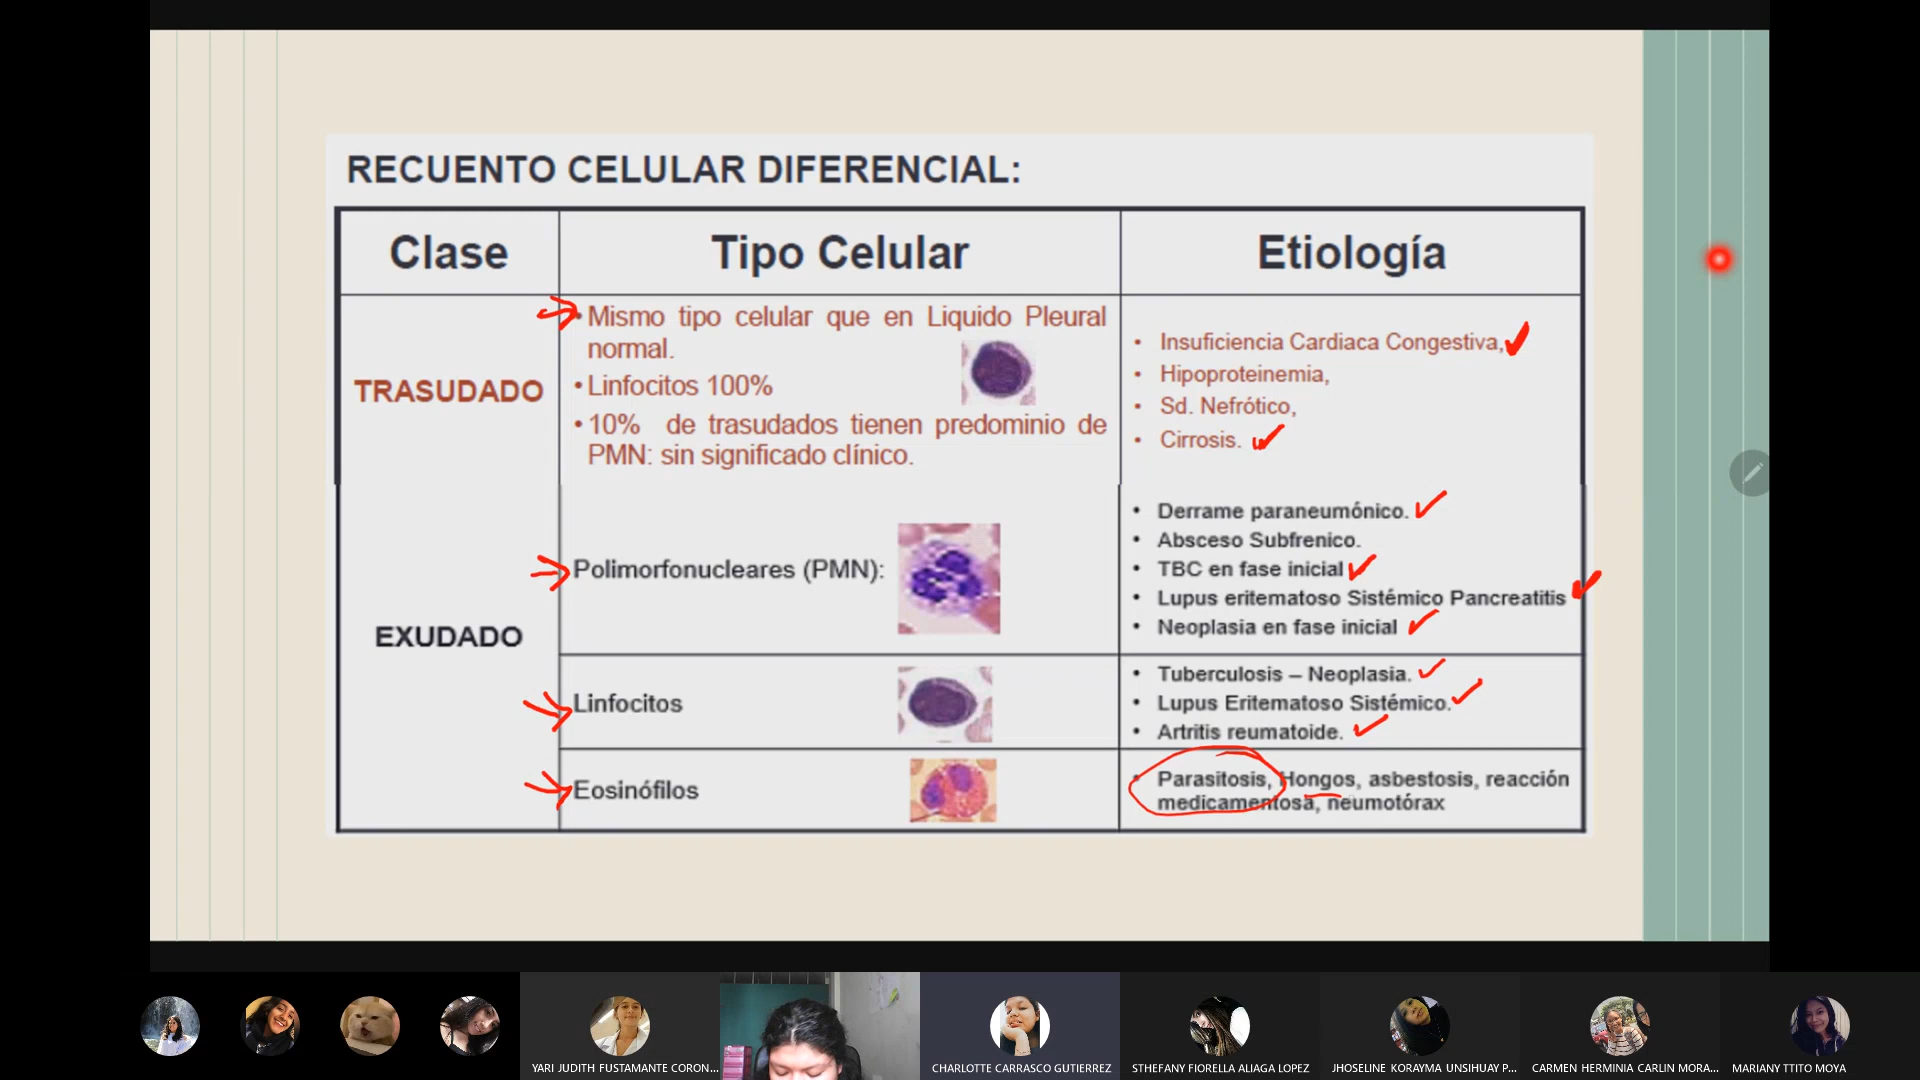 RECUENTO CELULAR DIFERENCIAL:
Clase
Tipo Celular
Etiología
TRASUDADO
• Mismo tipo celular que en Liquido Pleural
normal.
• Linfocitos 100%
• 10% de trasudados tienen predominio de
PMN: sin significado clínico.
• Insuficiencia Cardiaca Congestiva,
• Hipoproteinemia,
• Sd. Nefrótico,
• Cirrosis.
EXUDADO
Polimorfonucleares (PMN):
• Derrame paraneumónico.
• Absceso Subfrenico.
• TBC en fase inicial
• Lupus eritematoso Sistémico Pancreatitis
• Neoplasia en fase inicial
Linfocitos
• Tuberculosis – Neoplasia.
• Lupus Eritematoso Sistémico.
• Artritis reumatoide.
Eosinófilos
• Parasitosis, Hongos, asbestosis, reacción
medicamentosa, neumotórax
YARI JUDITH FUSTAMANTE CORON...
CHARLOTTE CARRASCO GUTIERREZ
STHEFANY FIORELLA ALIAGA LOPEZ
JHOSELINE KORAYMA UNSIHUAY P...
CARMEN HERMINIA CARLIN MORA...
MARIANY TTITO MOYA